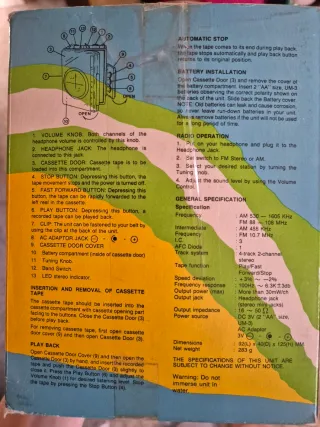 OPEN
OPEN
1. VOLUME KNOB. Both channels of the
headphone volume is controlled by this knob.
2. HEADPHONE JACK. The headphone is
connected to this jack
3. CASSETTE DOOR. Cassette tape is to be
loaded into this compartment.
4. STOP BUTTON. Depressing this button, the
tape movement stops and the power is turned off.
5. FAST FORWARD BUTTON. Depressing this
button, the tape can be rapidly forwarded to the
left reel in the cassette.
6. PLAY BUTTON. Depressing this button, a
recorded tape can be played back.
7. CLIP. The unit can be fastened to your belt by
using the clip at the back of the unit.
8. AC ADAPTOR JACK
9. CASSETTE DOOR COVER
10. Battery compartment (inside of cassette door)
11. Tuning Knob.
12. Band Switch.
13. LED stereo indicator.
INSERTION AND REMOVAL OF CASSETTE
TAPE
The cassette tape should be inserted into the
cassette compartment with cassette opening part
facing to the buttons. Close the Cassette Door (3)
before play back.
For removing cassette tape, first open cassette
door cover (9) and then open Cassette Door (3).
PLAY BACK
Open Cassette Door Cover (9) and then open the
Cassette Door (3) by hand, and insert the recorded
tape and push the Cassette Door (3) slightly to
close it. Press the Play Button (6) and adjust the
Volume Knob (1) for desired listening level. Stop
the tape by pressing the Stop Button (4).
AUTOMATIC STOP
When the tape comes to its end during play back,
the tape stops automatically and play back button
returns to its original position.
BATTERY INSTALLATION
Open Cassette Door (3) and remove the cover at
the battery compartment. Insert 2 "AA" size, UM-3
batteries observing the correct polarity shown on
the back of the unit. Slide back the Battery cover.
NOTE: Old batteries can leak and cause corrosion,
so never leave run-down batteries in your unit.
Also remove batteries if the unit will not be used
for a long period of time.
RADIO OPERATION
1. Put on your headphone and plug it to the
Headphone Jack.
2. Set switch to FM Stereo or AM.
3. Set at your desired station by turning the
Tuning knob.
4. Adjust the sound level by using the Volume
Control.
GENERAL SPECIFICATION
Specification
Frequency : AM 530 — 1605 KHz
FM 88 — 108 MHz
Intermediate : AM 455 KHz
Frequency : FM 10.7 MHz
I.C. : 3
AFC Diode : 1
Track system : 4-track 2-channel
stereo
Tape function : Play/Fast
Forward/Stop
Speed deviation : +3% ~ —2%
Frequency response : 100Hz ~ 6.3K
Output power (max) : More than 30mW/ch
Output jack : Headphone jack
(stereo mini jacks)
Output impedance : 16 ~ 50 Ω
Power source : DC 3V (2 "AA" size,
UM-3)
AC Adaptor
3V
Dimensions
Net weight : 283 g
THE SPECIFICATIONS OF THIS UNIT ARE
SUBJECT TO CHANGE WITHOUT NOTICE.
Warning: Do not
immerse unit in
water.